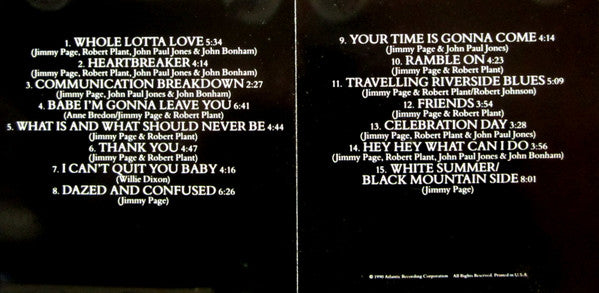 1. WHOLE LOTTA LOVE 5:34
(Jimmy Page, Robert Plant, John Paul Jones & John Bonham)
2. HEARTBREAKER 4:14
(Jimmy Page, Robert Plant, John Paul Jones & John Bonham)
3. COMMUNICATION BREAKDOWN 2:27
(Jimmy Page, John Paul Jones & John Bonham)
4. BABE I'M GONNA LEAVE YOU 6:41
(Anne Bredon/Jimmy Page & Robert Plant)
5. WHAT IS AND WHAT SHOULD NEVER BE 4:44
(Jimmy Page & Robert Plant)
6. THANK YOU 4:47
(Jimmy Page & Robert Plant)
7. I CAN'T QUIT YOU BABY 4:16
(Willie Dixon)
8. DAZED AND CONFUSED 6:26
(Jimmy Page)
9. YOUR TIME IS GONNA COME 4:14
(Jimmy Page & John Paul Jones)
10. RAMBLE ON 4:23
(Jimmy Page & Robert Plant)
11. TRAVELLING RIVERSIDE BLUES 5:09
(Jimmy Page & Robert Plant/Robert Johnson)
12. FRIENDS 3:54
(Jimmy Page & Robert Plant)
13. CELEBRATION DAY 3:28
(Jimmy Page, Robert Plant & John Paul Jones)
14. HEY HEY WHAT CAN I DO 3:56
(Jimmy Page, Robert Plant, John Paul Jones & John Bonham)
15. WHITE SUMMER/
BLACK MOUNTAIN SIDE 8:01
(Jimmy Page)
© 1990 Atlantic Recording Corporation All Rights Reserved. Printed in U.S.A.